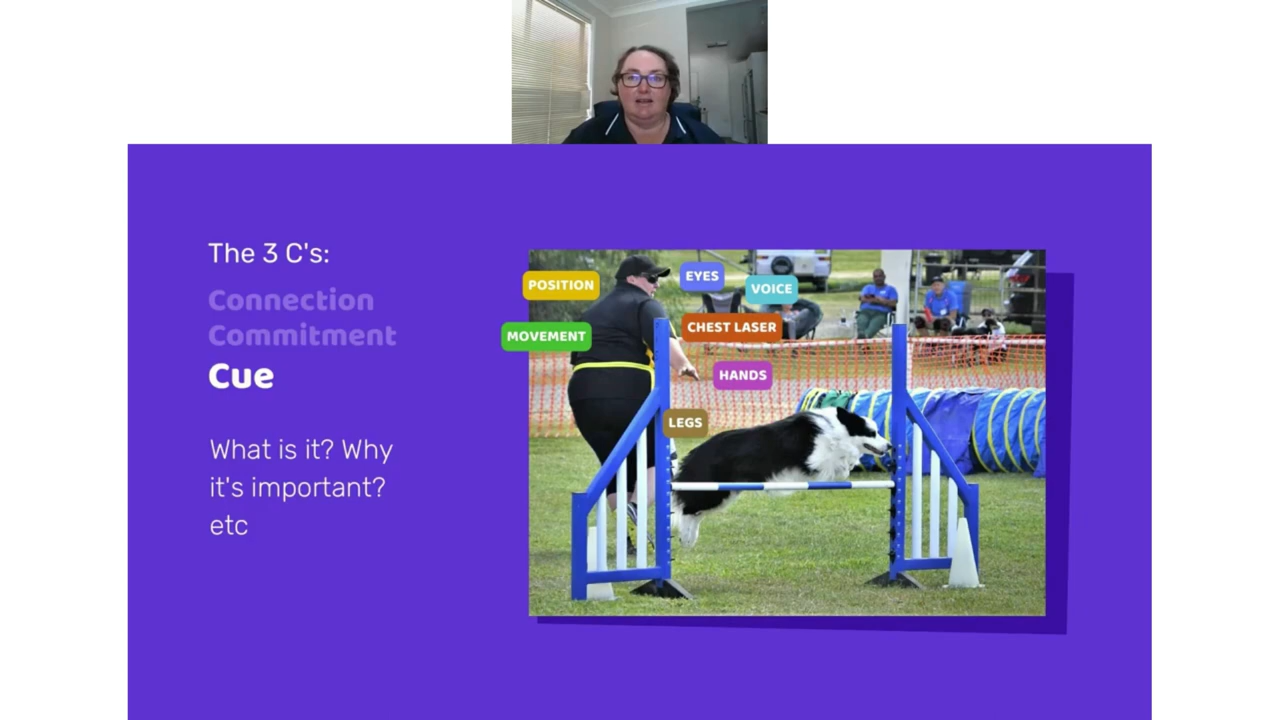 The 3 C's:
Connection
Commitment
Cue
What is it? Why
it's important?
etc
POSITION
EYES
VOICE
MOVEMENT
CHEST LASER
HANDS
LEGS